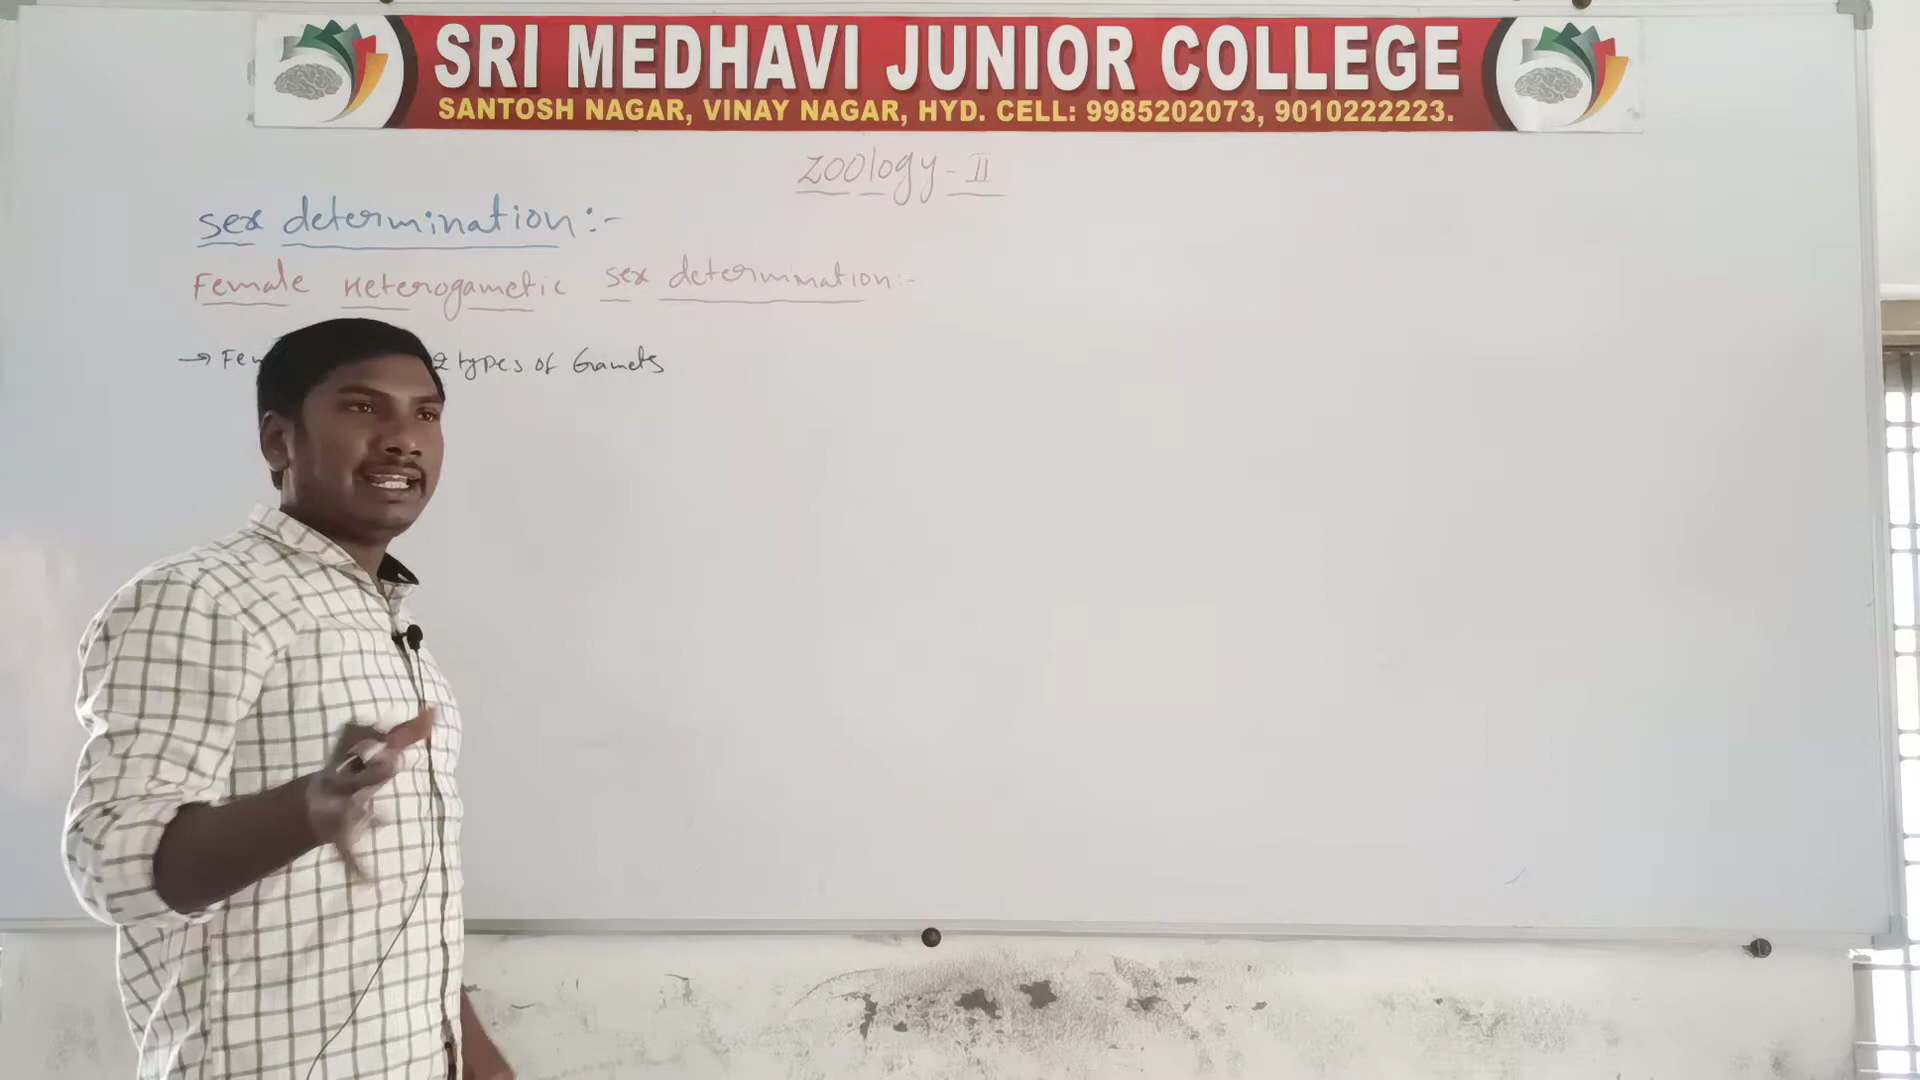 SRI MEDHAVI JUNIOR COLLEGE
SANTOSH NAGAR, VINAY NAGAR, HYD. CELL: 9985202073, 9010222223.
Zoology - II
sex determination:-
Female Heterogametic sex determination:-
→ 2 types of Gamets